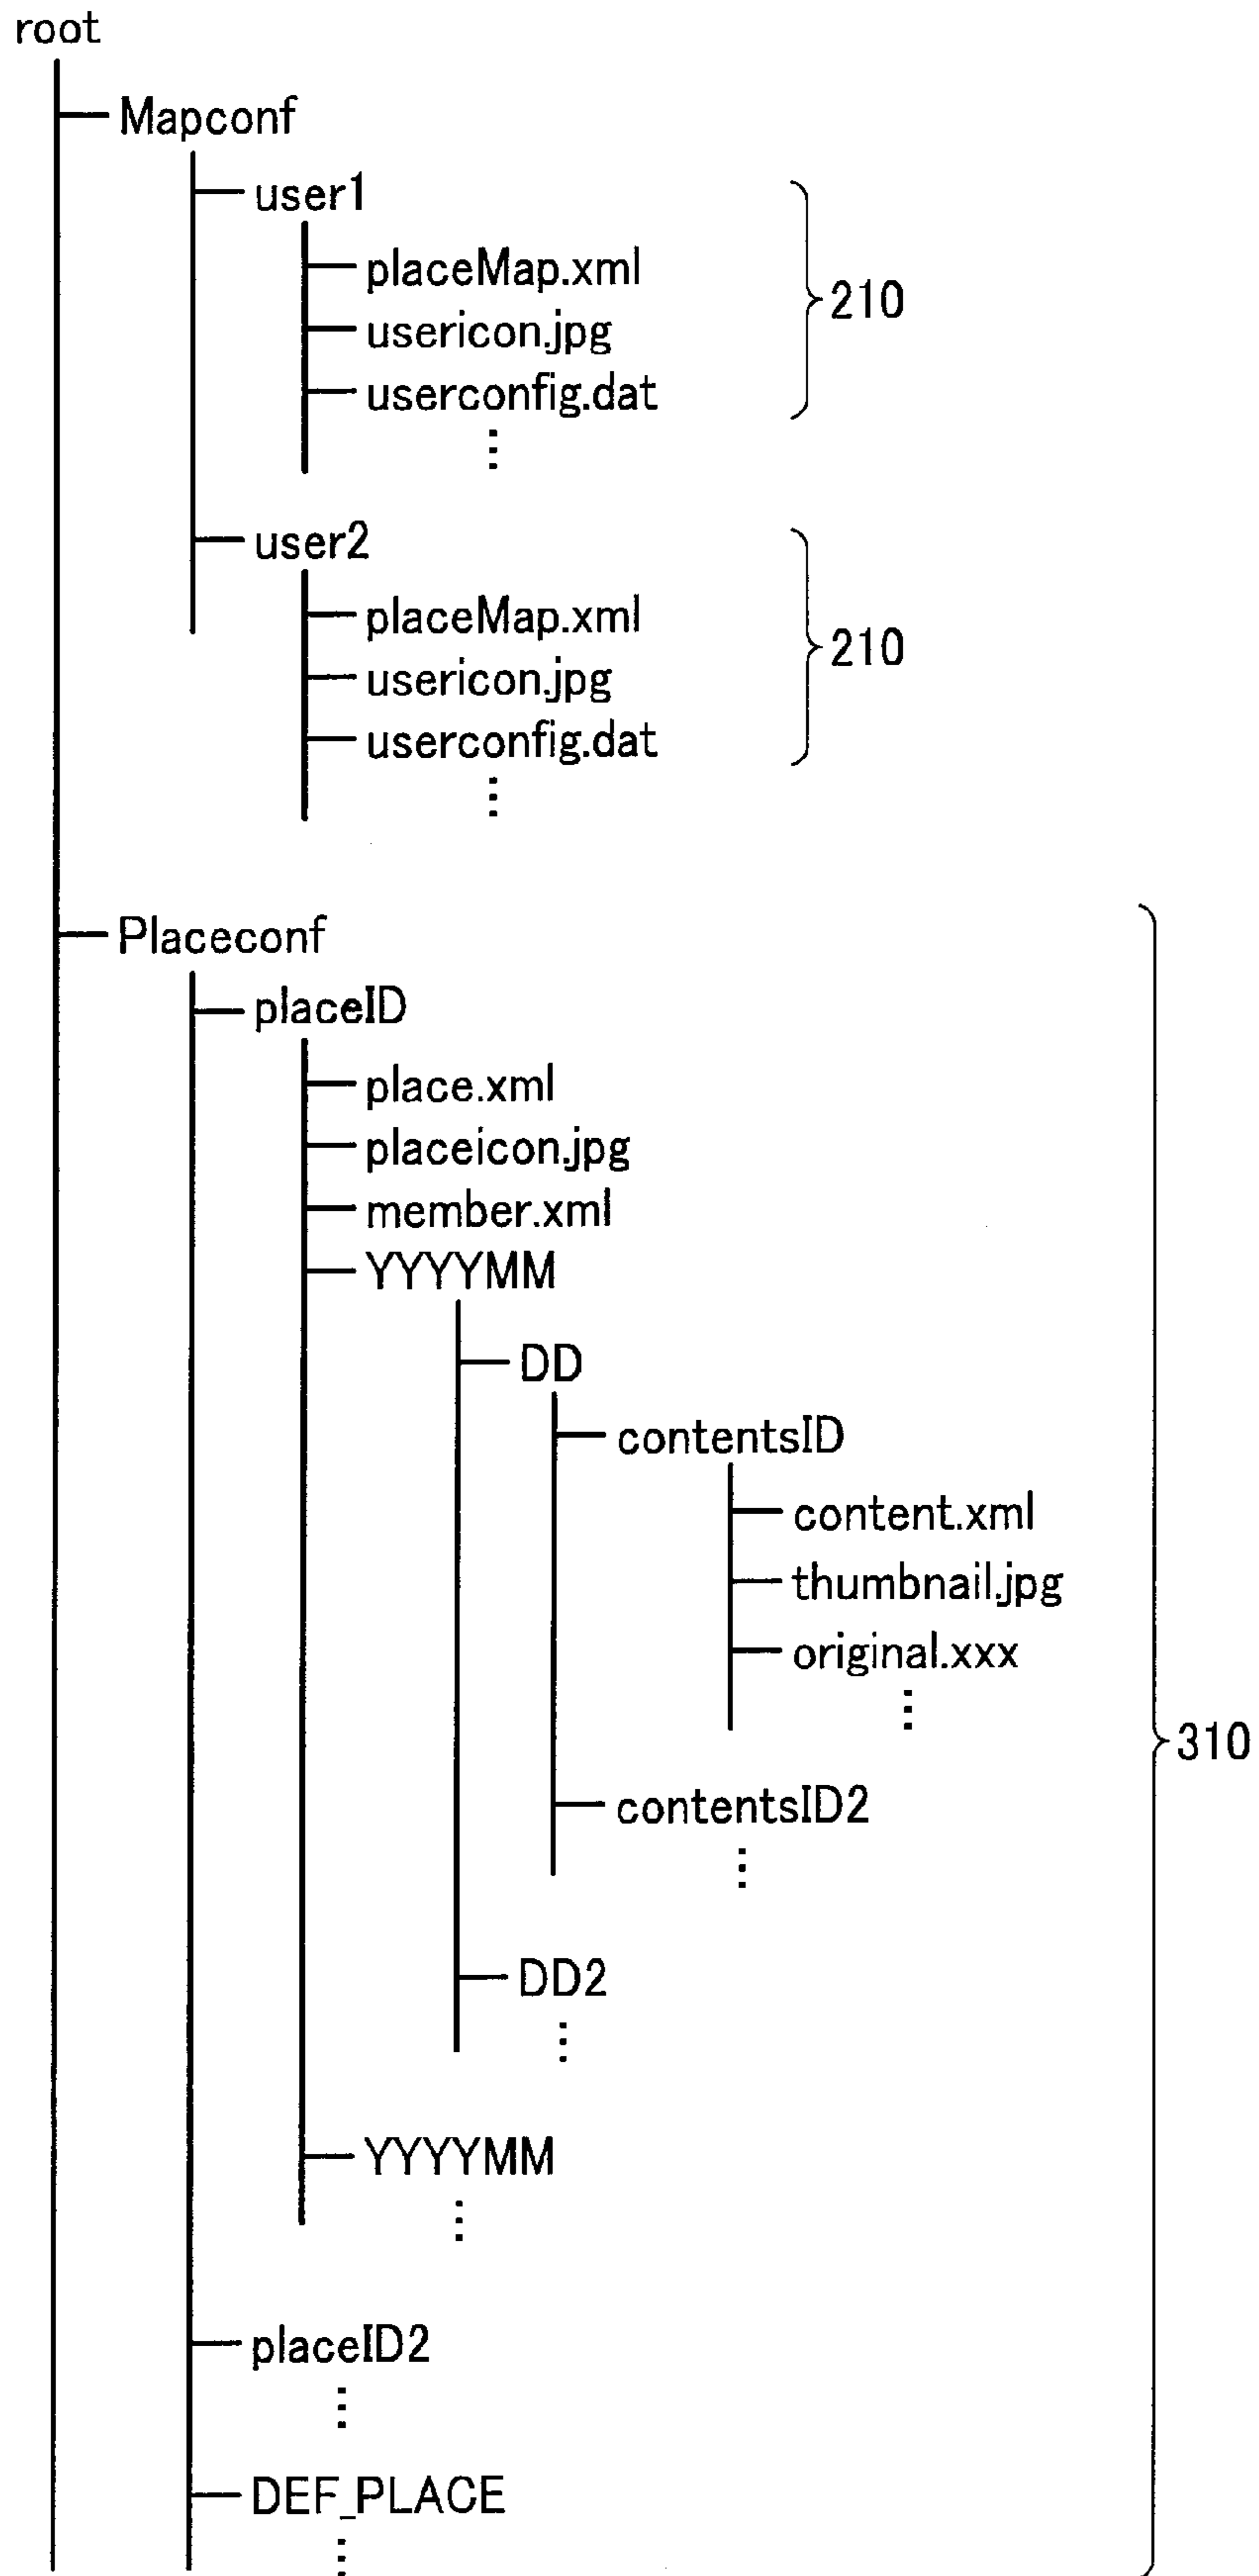 root
Mapconf
user1
placeMap.xml
usericon.jpg
userconfig.dat
210
user2
placeMap.xml
usericon.jpg
userconfig.dat
210
Placeconf
placeID
place.xml
placeicon.jpg
member.xml
YYYYMM
DD
contentsID
content.xml
thumbnail.jpg
original.xxx
310
contentsID2
DD2
YYYYMM
placeID2
DEF_PLACE